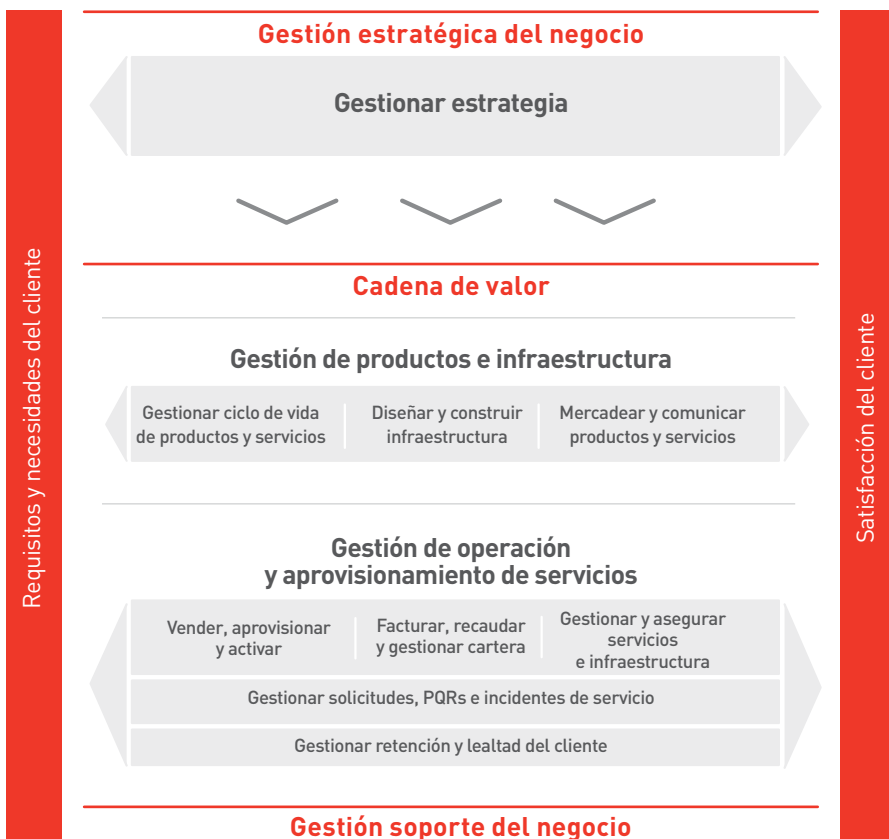 Gestión estratégica del negocio
Gestionar estrategia
Requisitos y necesidades del cliente
Cadena de valor
Gestión de productos e infraestructura
Gestionar ciclo de vida
de productos y servicios
Diseñar y construir
infraestructura
Mercadear y comunicar
productos y servicios
Gestión de operación
y aprovisionamiento de servicios
Vender, aprovisionar
y activar
Facturar, recaudar
y gestionar cartera
Gestionar y asegurar
servicios
e infraestructura
Gestionar solicitudes, PQRs e incidentes de servicio
Gestionar retención y lealtad del cliente
Satisfacción del cliente
Gestión soporte del negocio